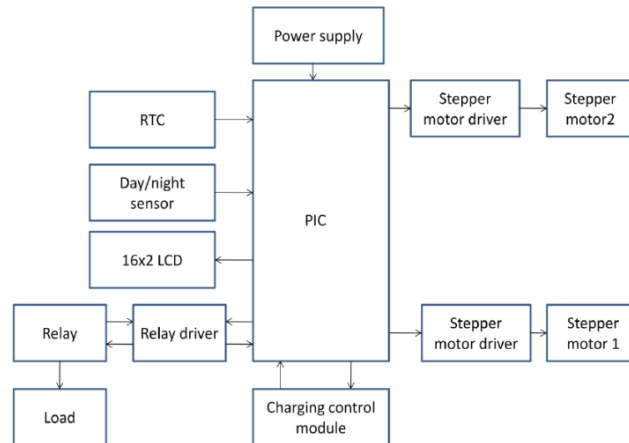 Power supply
RTC
Stepper
motor driver
Stepper
motor2
Day/night
sensor
PIC
16x2 LCD
Relay
Relay driver
Stepper
motor driver
Stepper
motor 1
Load
Charging control
module